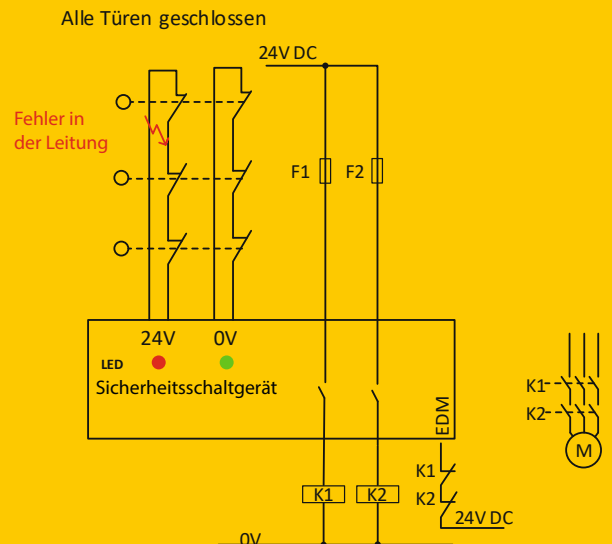 Alle Türen geschlossen
24V DC
Fehler in
der Leitung
F1 F2
24V 0V
LED
Sicherheitsschaltgerät
EDM
K1
K2
M
K1 K2
K1
K2
24V DC
0V